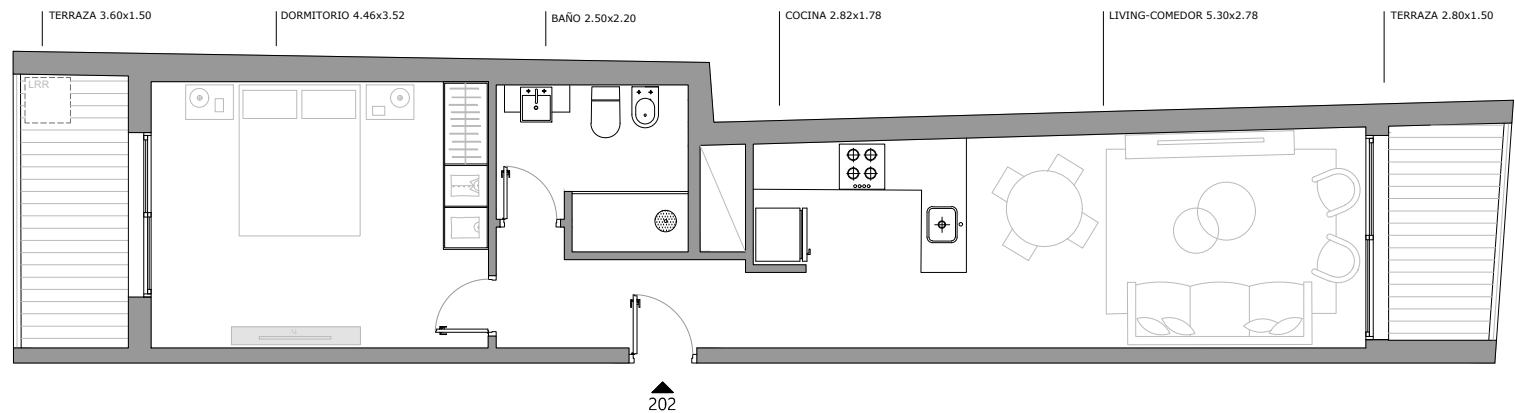 TERRAZA 3.60x1.50
DORMITORIO 4.46x3.52
BAÑO 2.50x2.20
COCINA 2.82x1.78
LIVING-COMEDOR 5.30x2.78
TERRAZA 2.80x1.50
LRR
202